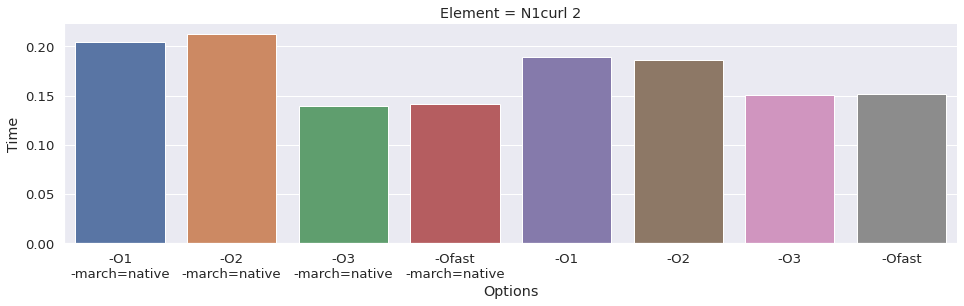 Element = N1curl 2
Time
0.20
0.15
0.10
0.05
0.00
-O1 -O2 -O3 -Ofast -O1 -O2 -O3 -Ofast
-march=native -march=native -march=native -march=native
Options